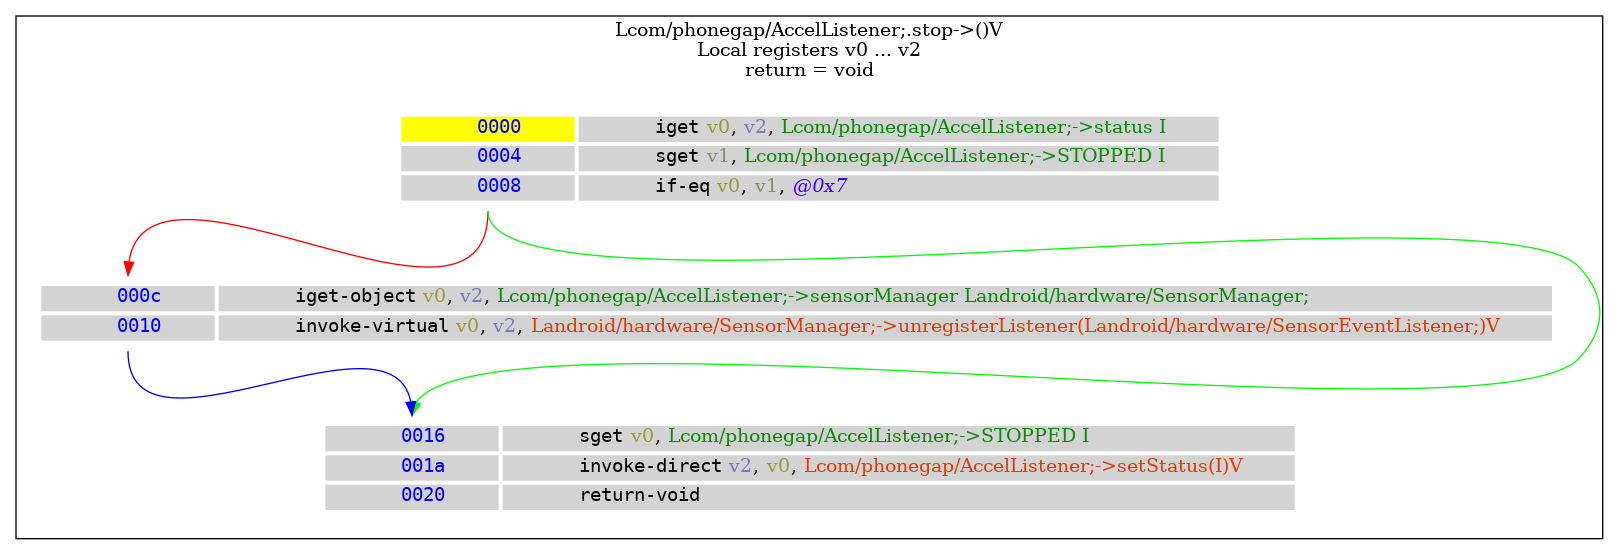 Lcom/phonegap/AccelListener;.stop->()V
Local registers v0 ... v2
return = void
0000 iget v0, v2, Lcom/phonegap/AccelListener;->status I
0004 sget v1, Lcom/phonegap/AccelListener;->STOPPED I
0008 if-eq v0, v1, @0x7
000c iget-object v0, v2, Lcom/phonegap/AccelListener;->sensorManager Landroid/hardware/SensorManager;
0010 invoke-virtual v0, v2, Landroid/hardware/SensorManager;->unregisterListener(Landroid/hardware/SensorEventListener;)V
0016 sget v0, Lcom/phonegap/AccelListener;->STOPPED I
001a invoke-direct v2, v0, Lcom/phonegap/AccelListener;->setStatus(I)V
0020 return-void